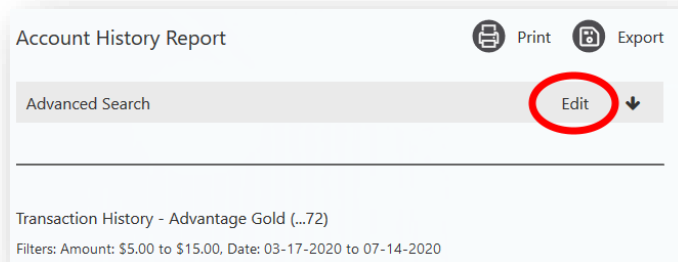 Account History Report Print Export
Advanced Search Edit
Transaction History - Advantage Gold (...72)
Filters: Amount: $5.00 to $15.00, Date: 03-17-2020 to 07-14-2020